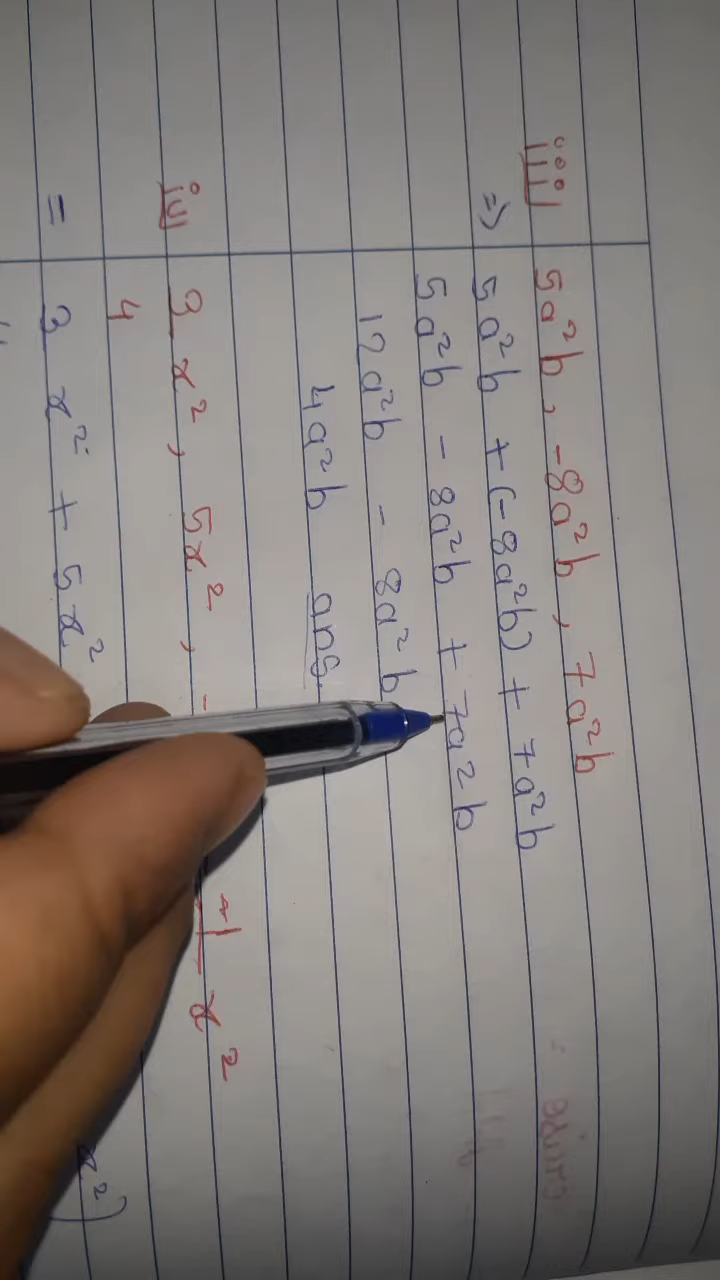 iii) 5a²b, -8a²b, 7a²b
⇒ 5a²b + (-8a²b) + 7a²b
5a²b - 8a²b + 7a²b
12a²b - 8a²b
4a²b ans.
iv) 3/4 x², 5x², - 1 x²
= 3 x² + 5x² x²)